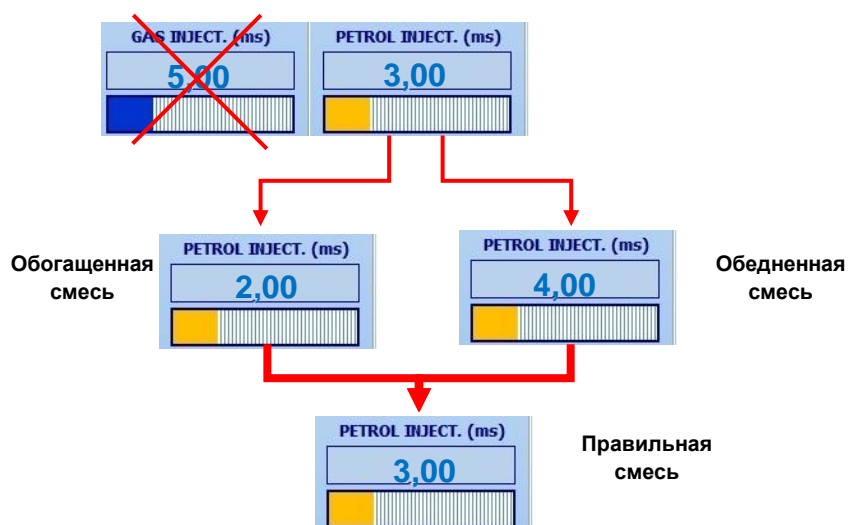 GAS INJECT. (ms)
PETROL INJECT. (ms)
5,00
3,00
PETROL INJECT. (ms)
PETROL INJECT. (ms)
Обогащенная
смесь
2,00
4,00
Обедненная
смесь
PETROL INJECT. (ms)
3,00
Правильная
смесь